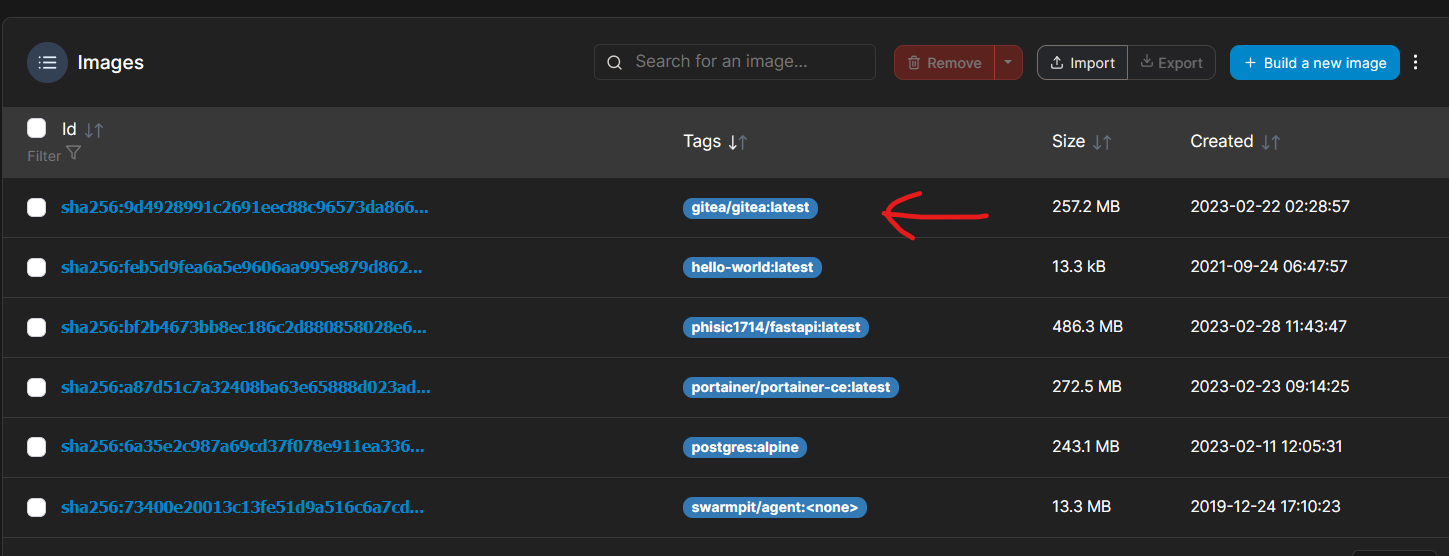 Images
Search for an image...
Remove
Import
Export
+ Build a new image
Id
Filter
Tags
Size
Created
sha256:9d4928991c2691eec88c96573da866... gitea/gitea:latest 257.2 MB 2023-02-22 02:28:57
sha256:feb5d9fea6a5e9606aa995e879d862... hello-world:latest 13.3 kB 2021-09-24 06:47:57
sha256:bf2b4673bb8ec186c2d880858028e6... phisic1714/fastapi:latest 486.3 MB 2023-02-28 11:43:47
sha256:a87d51c7a32408ba63e65888d023ad... portainer/portainer-ce:latest 272.5 MB 2023-02-23 09:14:25
sha256:6a35e2c987a69cd37f078e911ea336... postgres:alpine 243.1 MB 2023-02-11 12:05:31
sha256:73400e20013c13fe51d9a516c6a7cd... swarmpit/agent:<none> 13.3 MB 2019-12-24 17:10:23